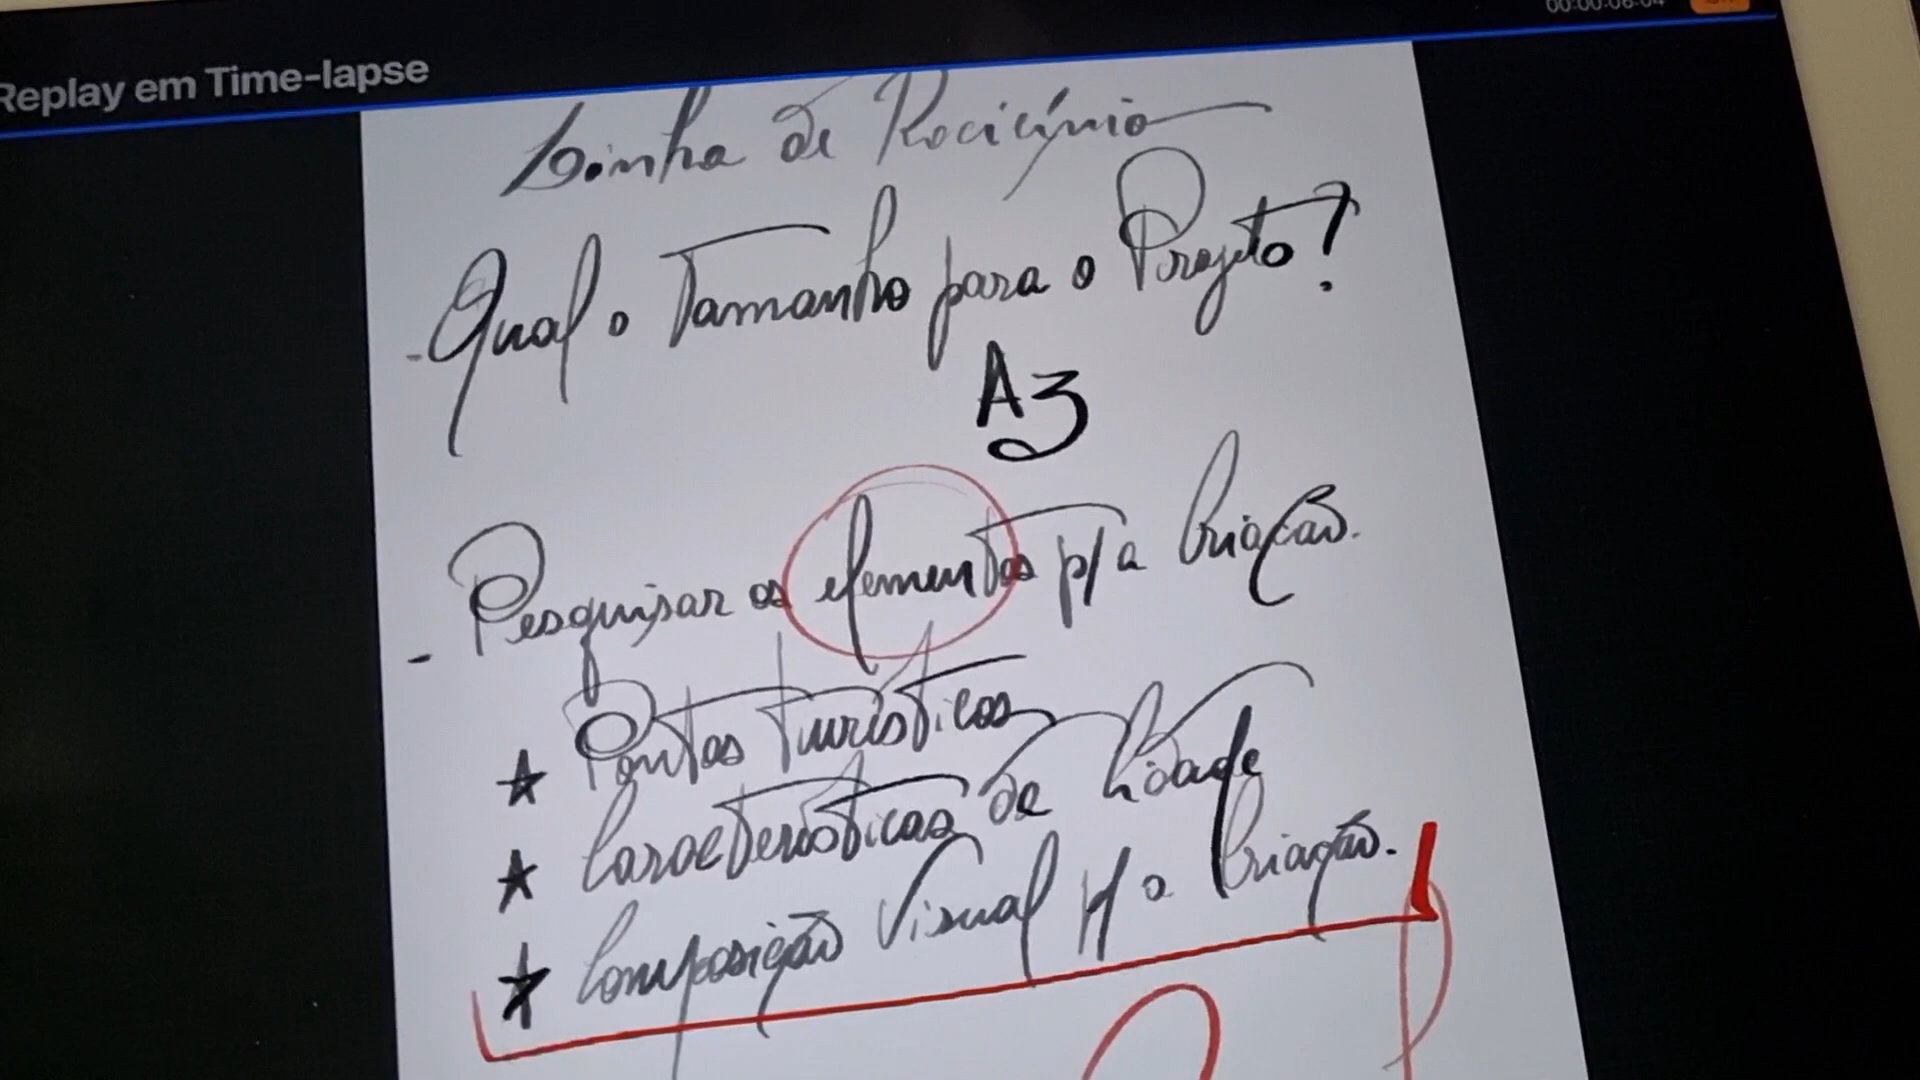 Replay em Time-lapse
Linha de Raciocínio
- Qual o Tamanho para o Projeto?
A3
- Pesquisar os elementos p/ a Criação.
★ Pontos Turísticos
★ Características da Cidade
★ Composição Visual p/ a Criação.